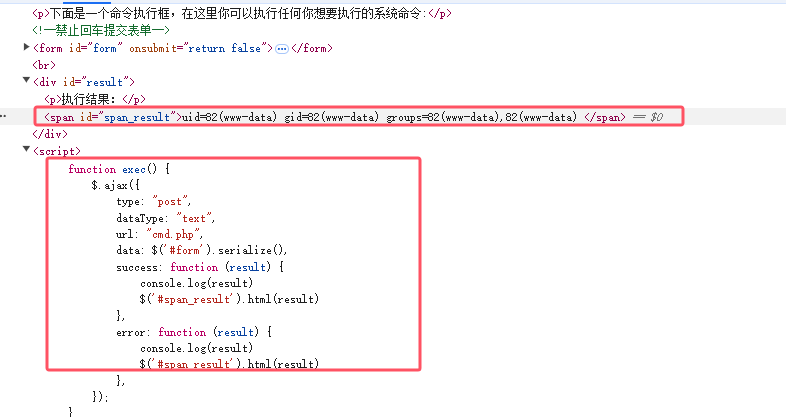 <p>下面是一个命令执行框，在这里你可以执行任何你想要执行的系统命令:</p>
<!一禁止回车提交表单一>
<form id="form" onsubmit="return false">…</form>
<br>
<div id="result">
<p>执行结果：</p>
<span id="span_result">uid=82(www-data) gid=82(www-data) groups=82(www-data),82(www-data) </span> == $0
</div>
<script>
function exec() {
$.ajax({
type: "post",
dataType: "text",
url: "cmd.php",
data: $('#form').serialize(),
success: function (result) {
console.log(result)
$('#span_result').html(result)
},
error: function (result) {
console.log(result)
$('#span_result').html(result)
},
});
}